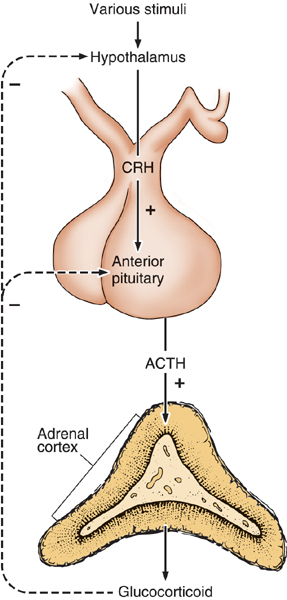 Various stimuli
Hypothalamus
–
CRH
+
Anterior
pituitary
–
ACTH
+
Adrenal
cortex
Glucocorticoid